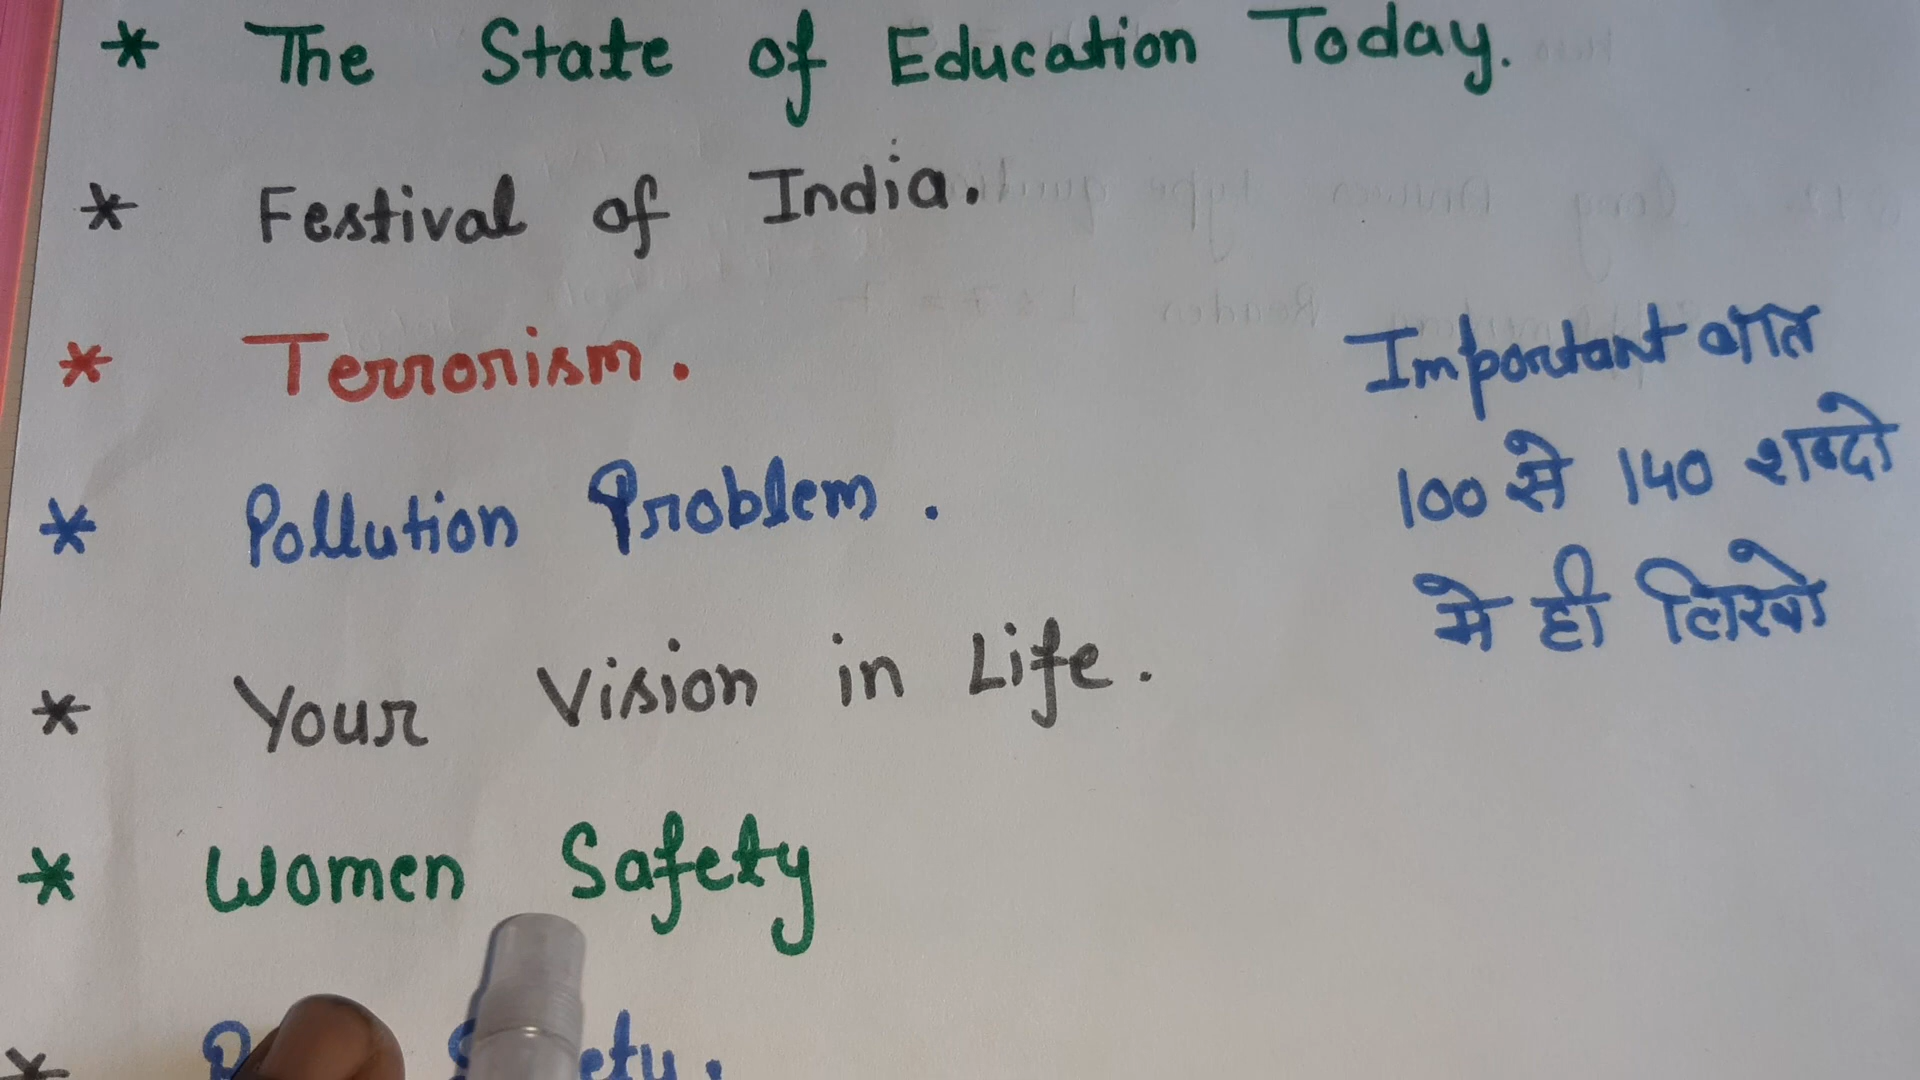 * The State of Education Today.
* Festival of India.
* Terrorism.
* Pollution Problem.
* Your Vision in Life.
* Women Safety
*
Important बात
100 से 140 शब्दो
मे ही लिखो